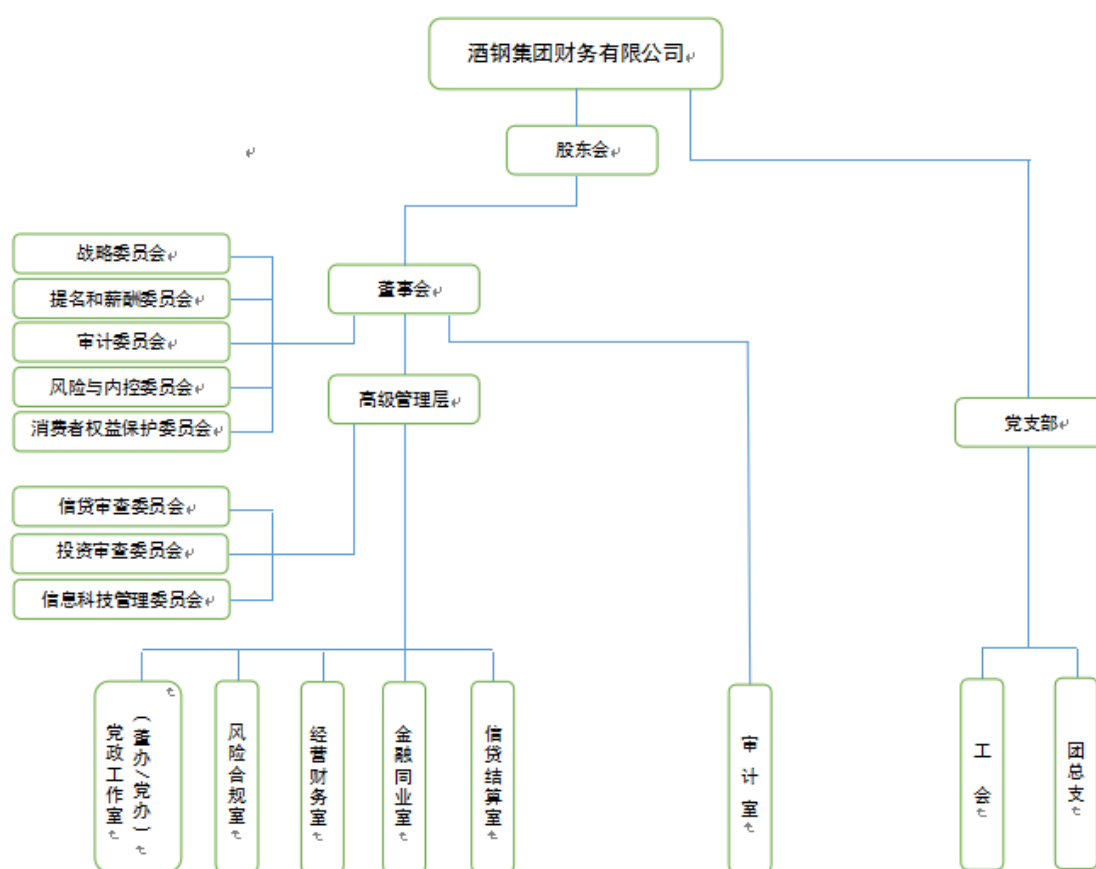 酒钢集团财务有限公司
股东会
战略委员会
提名和薪酬委员会
审计委员会
风险与内控委员会
消费者权益保护委员会
董事会
高级管理层
党支部
信贷审查委员会
投资审查委员会
信息科技管理委员会
党政工作室
(董办/党办)
风险合规室
经营财务室
金融同业室
信贷结算室
审计室
工会
团总支